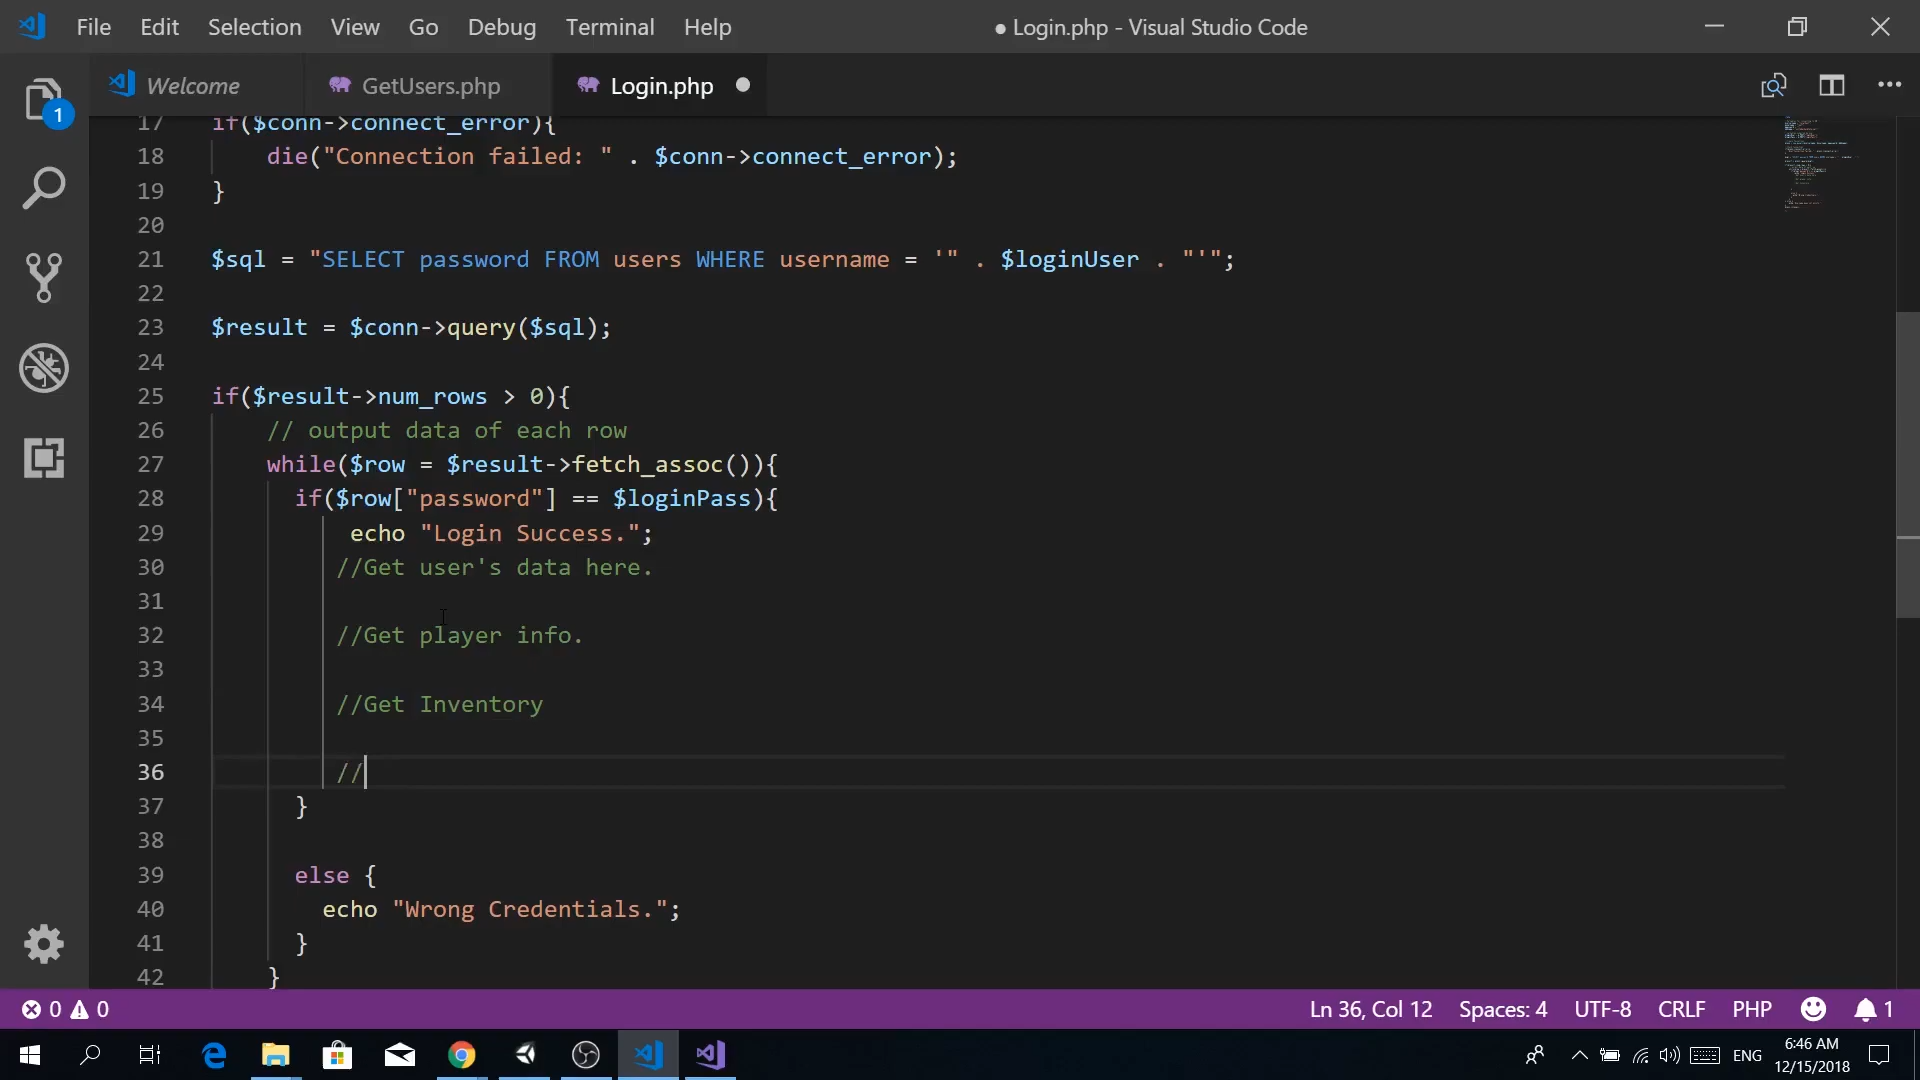 File Edit Selection View Go Debug Terminal Help ● Login.php - Visual Studio Code
1
Welcome GetUsers.php Login.php
17 if($conn->connect_error){
18 die("Connection failed: " . $conn->connect_error);
19 }
20
21 $sql = "SELECT password FROM users WHERE username = '" . $loginUser . "'";
22
23 $result = $conn->query($sql);
24
25 if($result->num_rows > 0){
26 // output data of each row
27 while($row = $result->fetch_assoc()){
28 if($row["password"] == $loginPass){
29 echo "Login Success.";
30 //Get user's data here.
31
32 //Get player info.
33
34 //Get Inventory
35
36 //
37 }
38
39 else {
40 echo "Wrong Credentials.";
41 }
42 }
0 0 Ln 36, Col 12 Spaces: 4 UTF-8 CRLF PHP 1
ENG 6:46 AM
12/15/2018